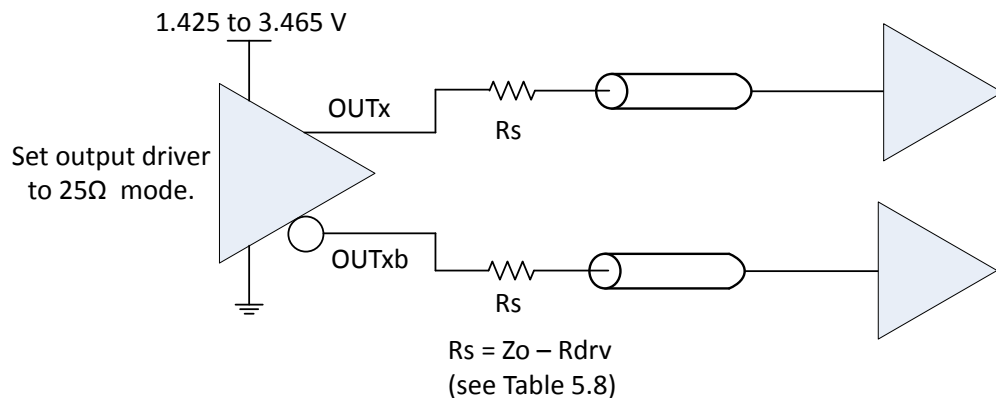 1.425 to 3.465 V
OUTx
Rs
Set output driver
to 25Ω mode.
OUTxb
Rs
Rs = Zo – Rdrv
(see Table 5.8)